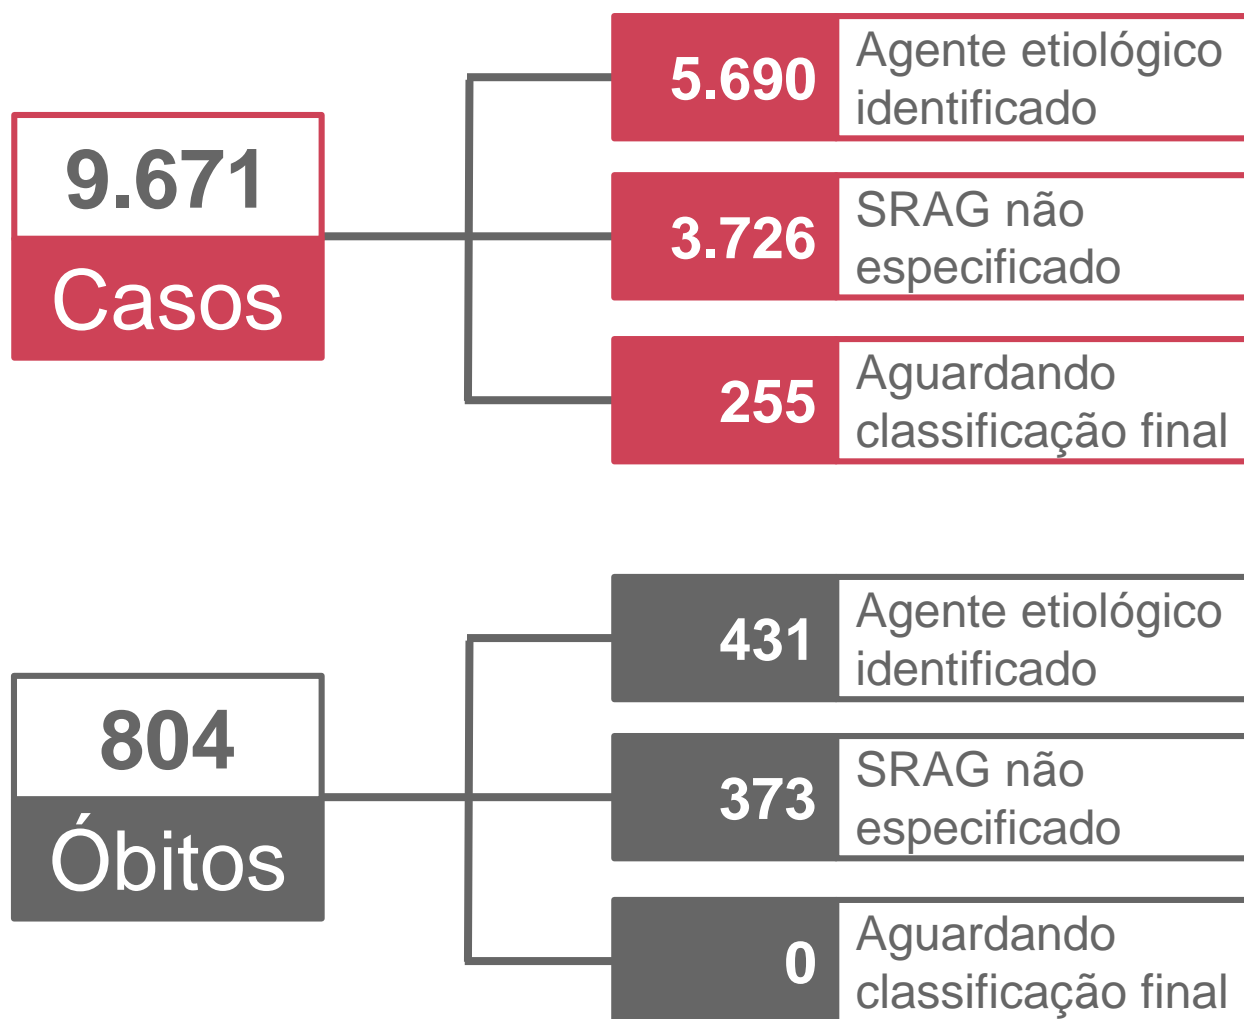 9.671
Casos
5.690
Agente etiológico
identificado
3.726
SRAG não
especificado
255
Aguardando
classificação final
804
Óbitos
431
Agente etiológico
identificado
373
SRAG não
especificado
0
Aguardando
classificação final